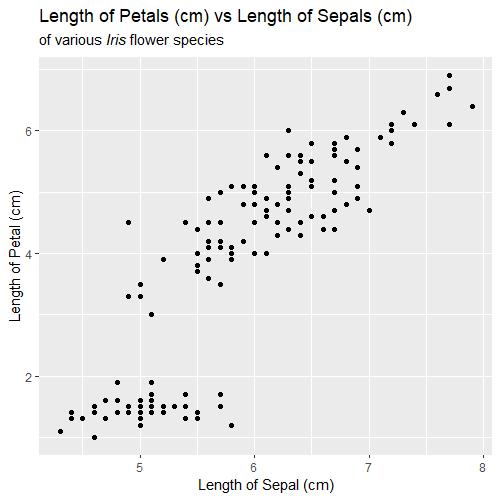 Length of Petals (cm) vs Length of Sepals (cm)
of various Iris flower species
Length of Petal (cm)
6
4
2
5 6 7 8
Length of Sepal (cm)